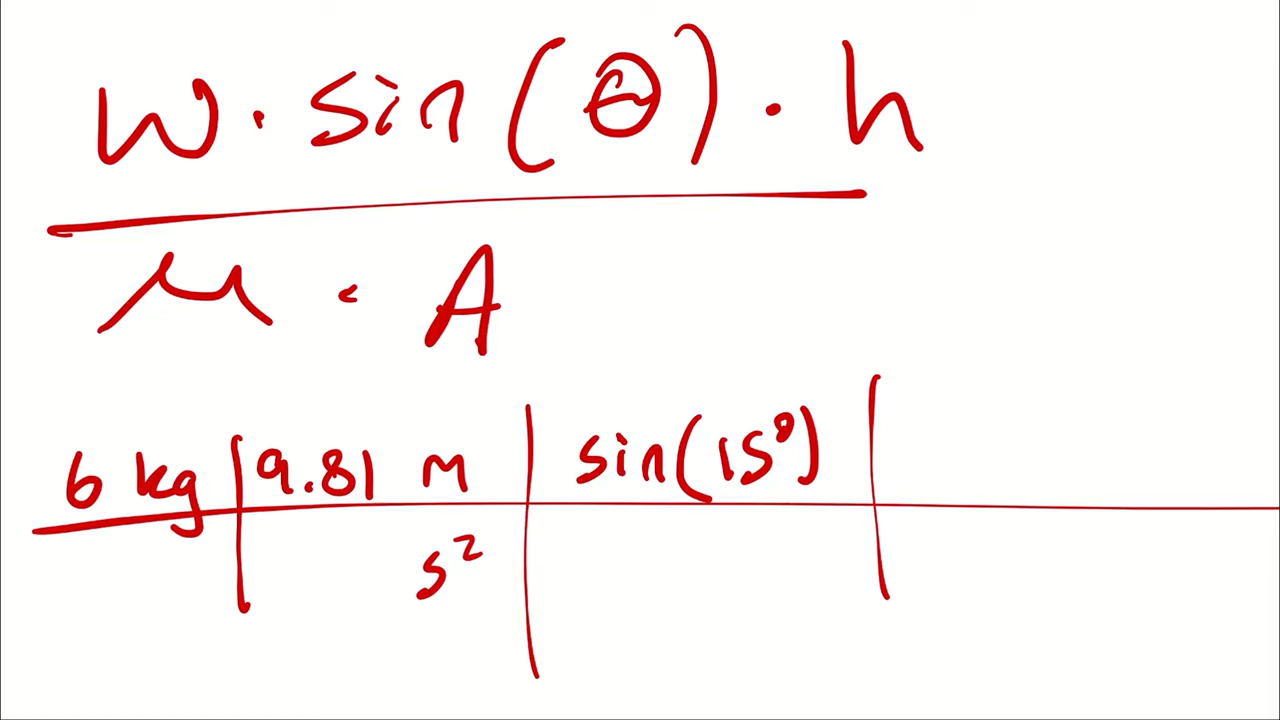 W · sin(θ) · h
μ · A
6 kg | 9.81 m | sin(15°) |
s²